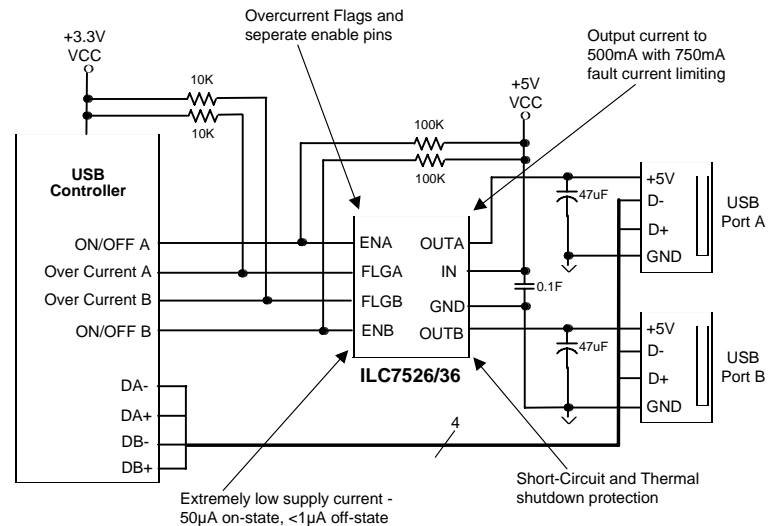 Overcurrent Flags and
seperate enable pins
Output current to
500mA with 750mA
fault current limiting
+3.3V
VCC
10K
10K
+5V
VCC
100K
100K
USB
Controller
ON/OFF A
Over Current A
Over Current B
ON/OFF B
DA-
DA+
DB-
DB+
ENA
FLGA
FLGB
ENB
OUTA
IN
GND
OUTB
ILC7526/36
0.1F
47uF
47uF
+5V
D-
D+
GND
USB
Port A
+5V
D-
D+
GND
USB
Port B
4
Extremely low supply current -
50µA on-state, <1µA off-state
Short-Circuit and Thermal
shutdown protection